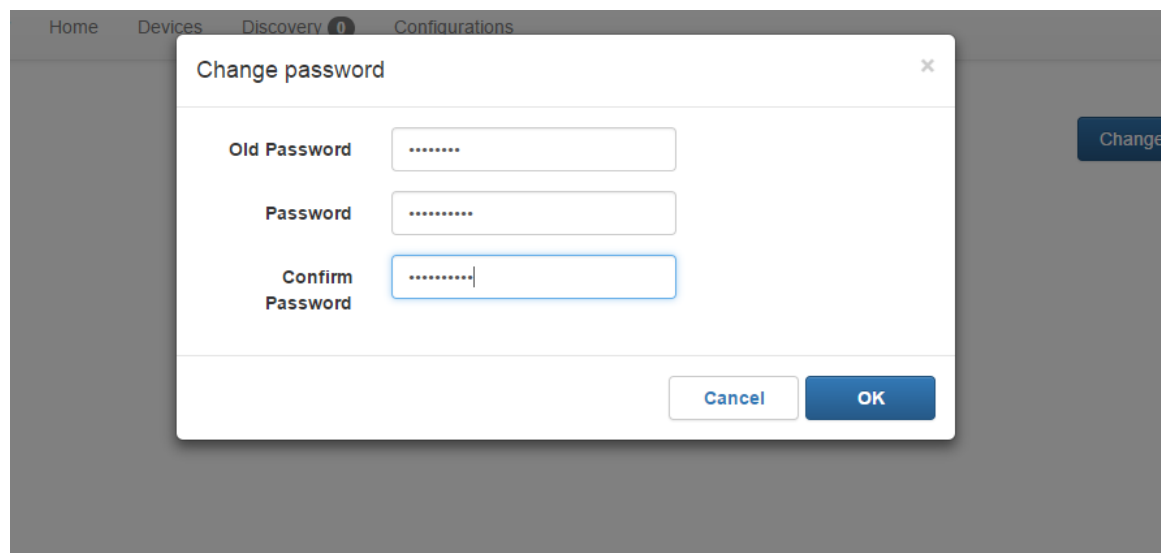 Home Devices Discovery 0 Configurations
Change password ×
Change
Old Password ••••••••
Password ••••••••••
Confirm ••••••••••
Password
Cancel OK